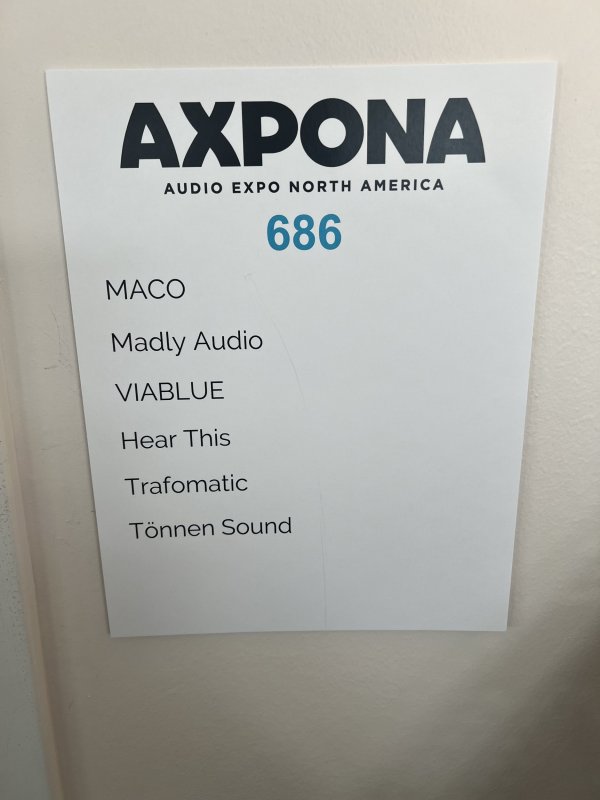 AXPONA
AUDIO EXPO NORTH AMERICA
686
MACO
Madly Audio
VIABLUE
Hear This
Trafomatic
Tönnen Sound